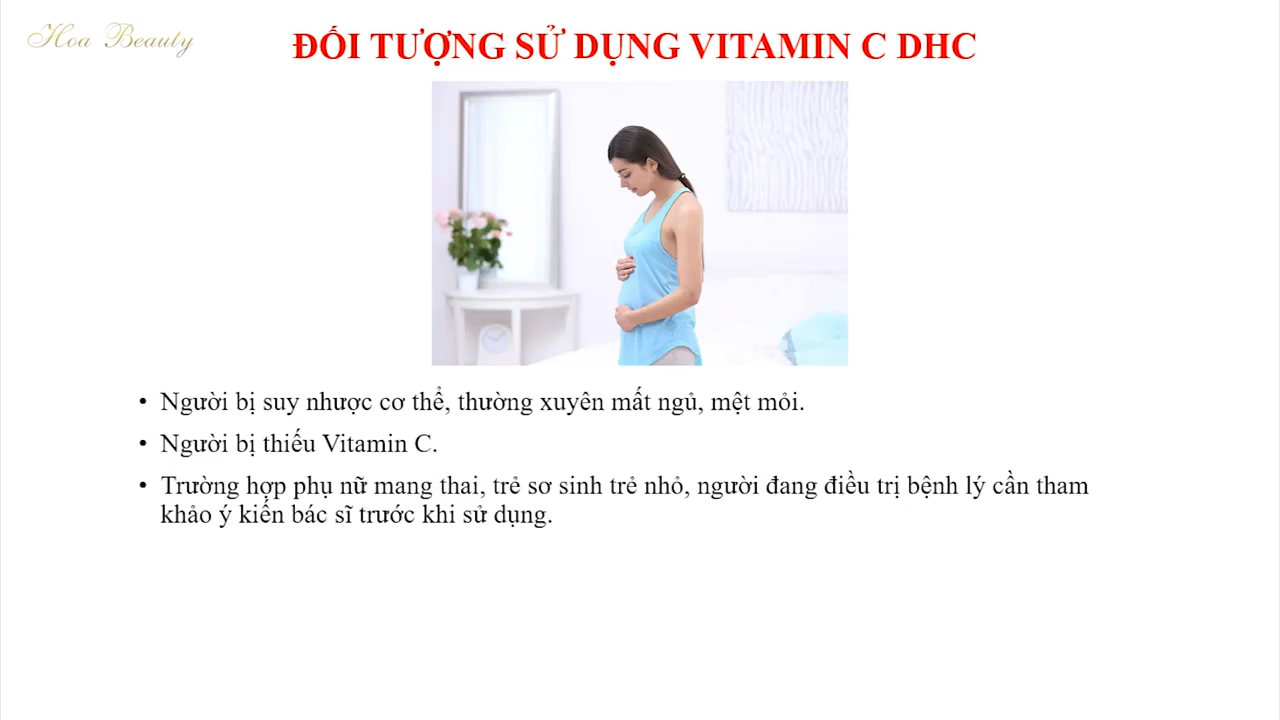 Hoa Beauty
ĐỐI TƯỢNG SỬ DỤNG VITAMIN C DHC
• Người bị suy nhược cơ thể, thường xuyên mất ngủ, mệt mỏi.
• Người bị thiếu Vitamin C.
• Trường hợp phụ nữ mang thai, trẻ sơ sinh trẻ nhỏ, người đang điều trị bệnh lý cần tham
khảo ý kiến bác sĩ trước khi sử dụng.